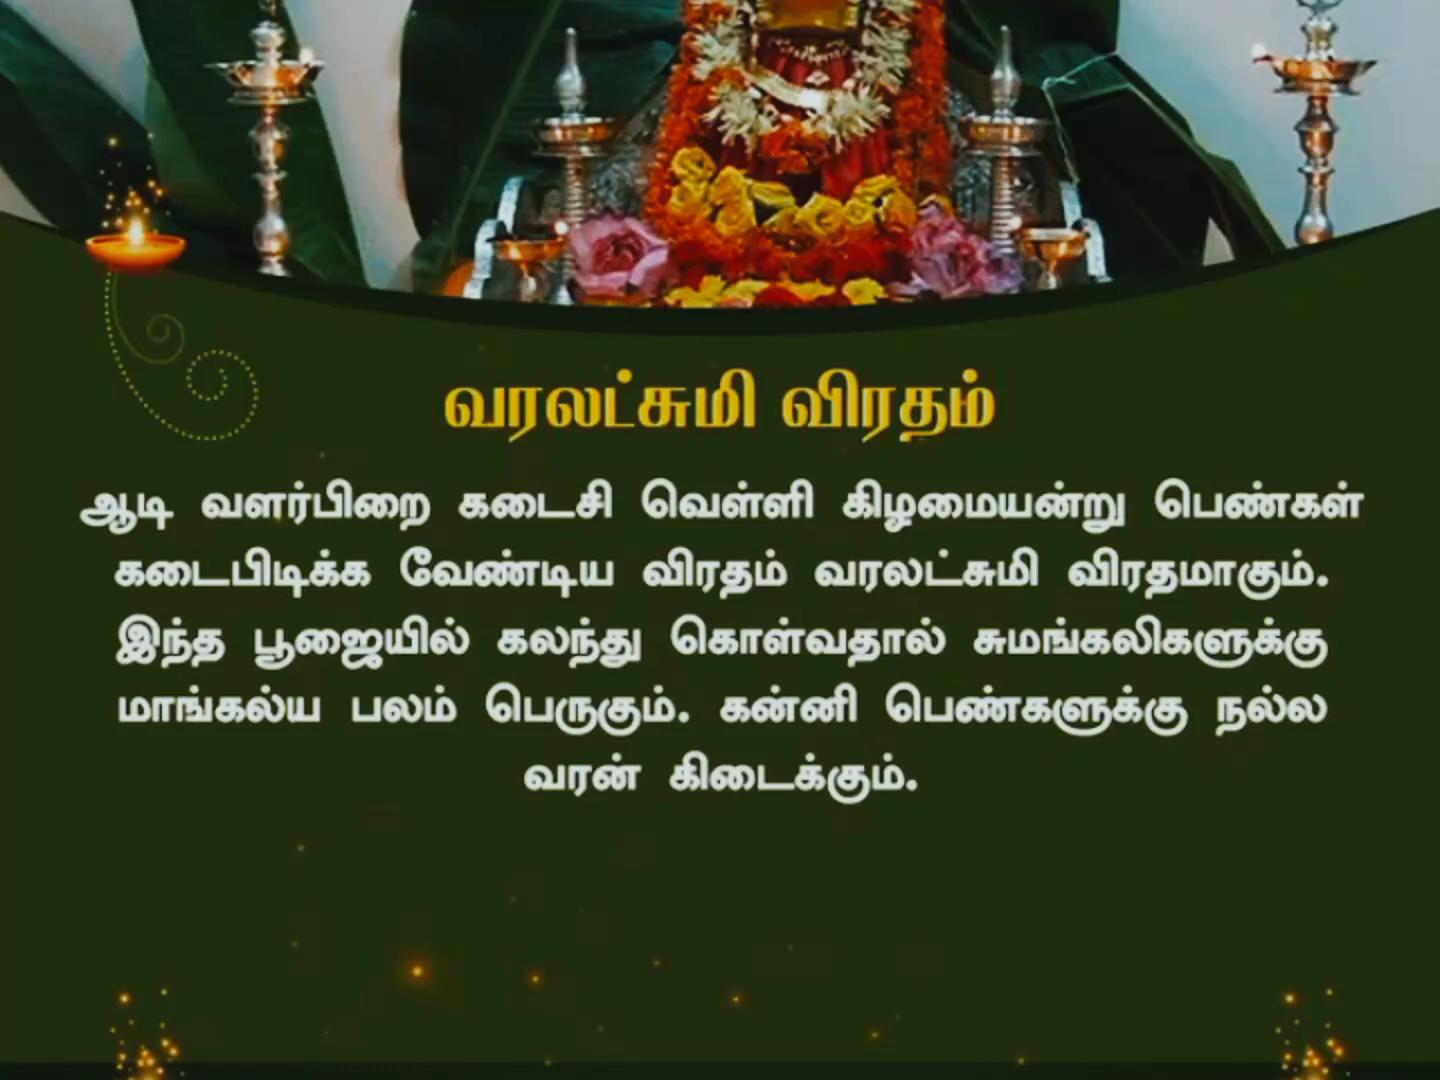 வரலட்சுமி விரதம்
ஆடி வளர்பிறை கடைசி வெள்ளி கிழமையன்று பெண்கள்
கடைபிடிக்க வேண்டிய விரதம் வரலட்சுமி விரதமாகும்.
இந்த பூஜையில் கலந்து கொள்வதால் சுமங்கலிகளுக்கு
மாங்கல்ய பலம் பெருகும். கன்னி பெண்களுக்கு நல்ல
வரன் கிடைக்கும்.